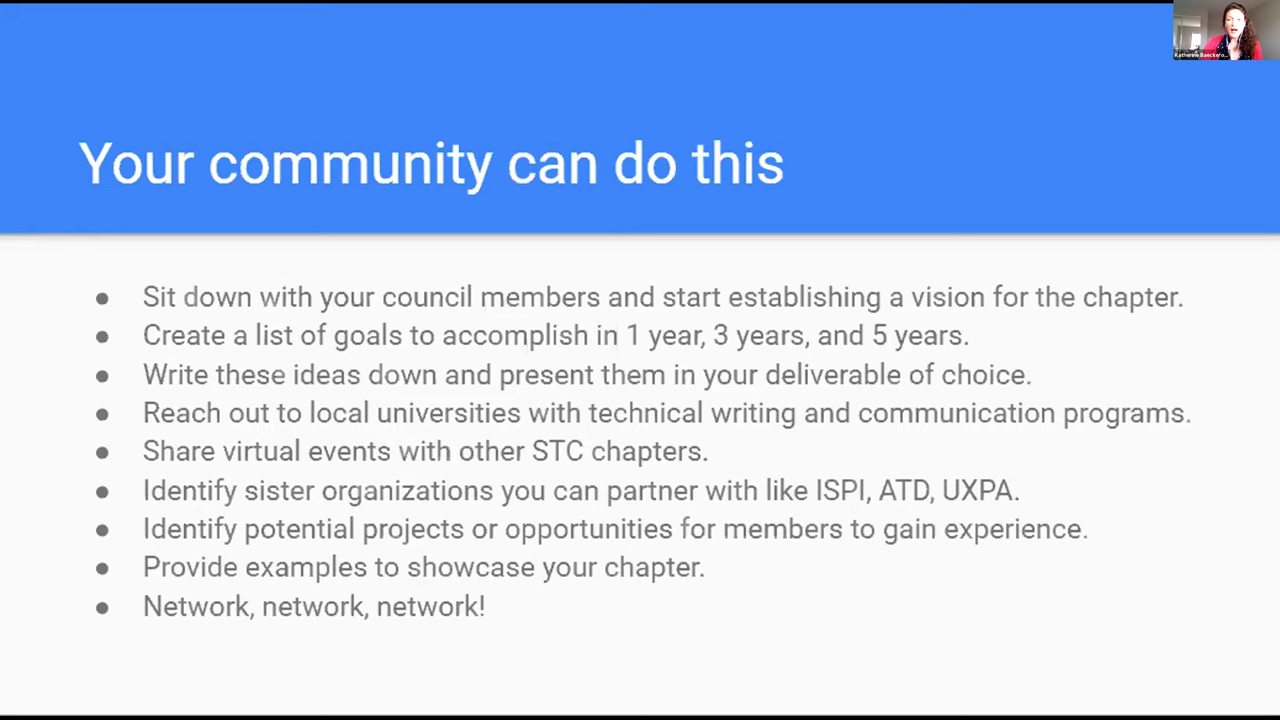 Your community can do this
Sit down with your council members and start establishing a vision for the chapter.
Create a list of goals to accomplish in 1 year, 3 years, and 5 years.
Write these ideas down and present them in your deliverable of choice.
Reach out to local universities with technical writing and communication programs.
Share virtual events with other STC chapters.
Identify sister organizations you can partner with like ISPI, ATD, UXPA.
Identify potential projects or opportunities for members to gain experience.
Provide examples to showcase your chapter.
Network, network, network!
Katherine